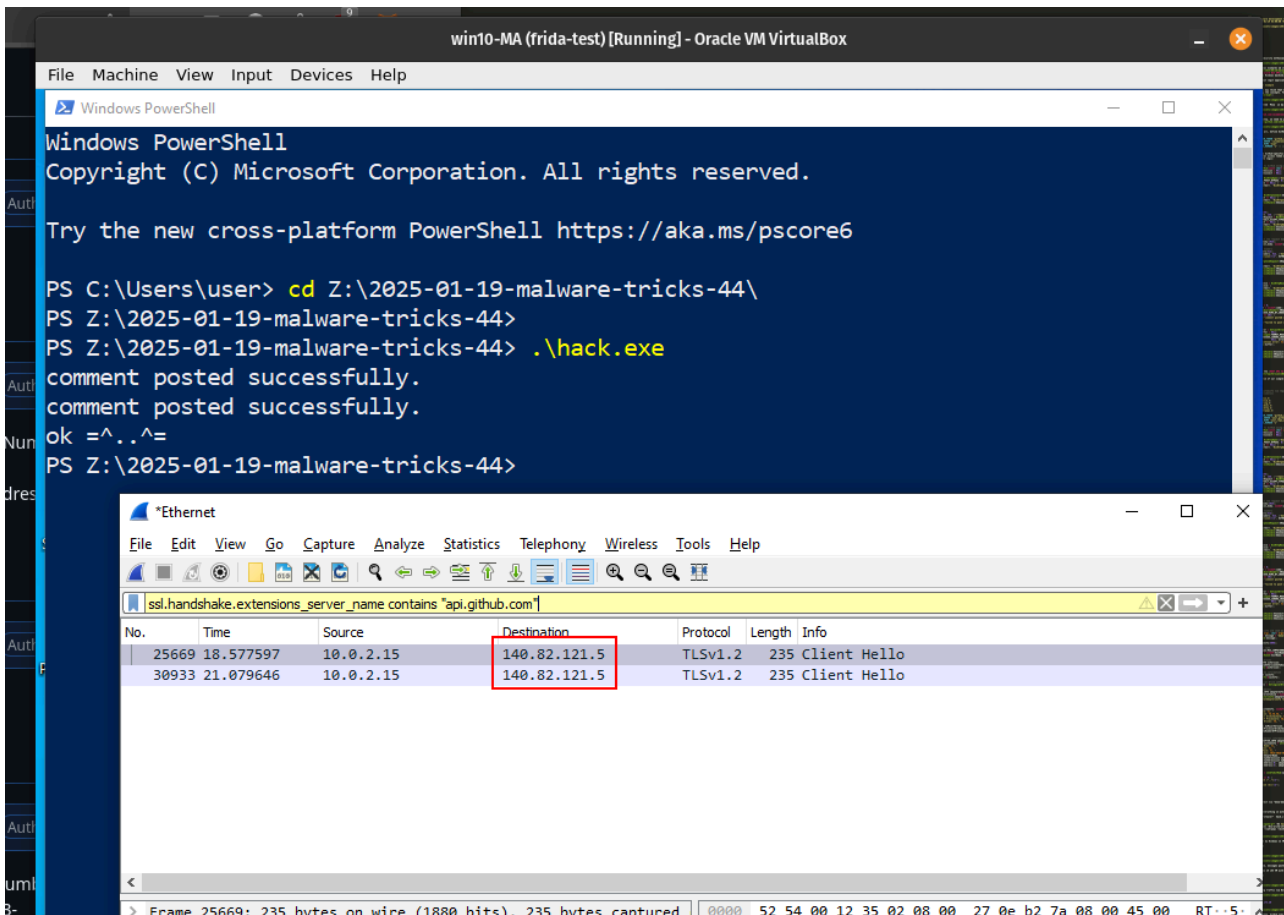 9
win10-MA (frida-test) [Running] - Oracle VM VirtualBox
File Machine View Input Devices Help
Windows PowerShell
Windows PowerShell
Copyright (C) Microsoft Corporation. All rights reserved.
Try the new cross-platform PowerShell https://aka.ms/pscore6
PS C:\Users\user> cd Z:\2025-01-19-malware-tricks-44\
PS Z:\2025-01-19-malware-tricks-44>
PS Z:\2025-01-19-malware-tricks-44> .\hack.exe
comment posted successfully.
comment posted successfully.
ok =^..^=
PS Z:\2025-01-19-malware-tricks-44>
*Ethernet
File Edit View Go Capture Analyze Statistics Telephony Wireless Tools Help
ssl.handshake.extensions_server_name contains "api.github.com"
No. Time Source Destination Protocol Length Info
25669 18.577597 10.0.2.15 140.82.121.5 TLSv1.2 235 Client Hello
30933 21.079646 10.0.2.15 140.82.121.5 TLSv1.2 235 Client Hello
Frame 25669: 235 bytes on wire (1880 bits), 235 bytes captured
0000 52 54 00 12 35 02 08 00 27 0e b2 7a 08 00 45 00 RT··5·